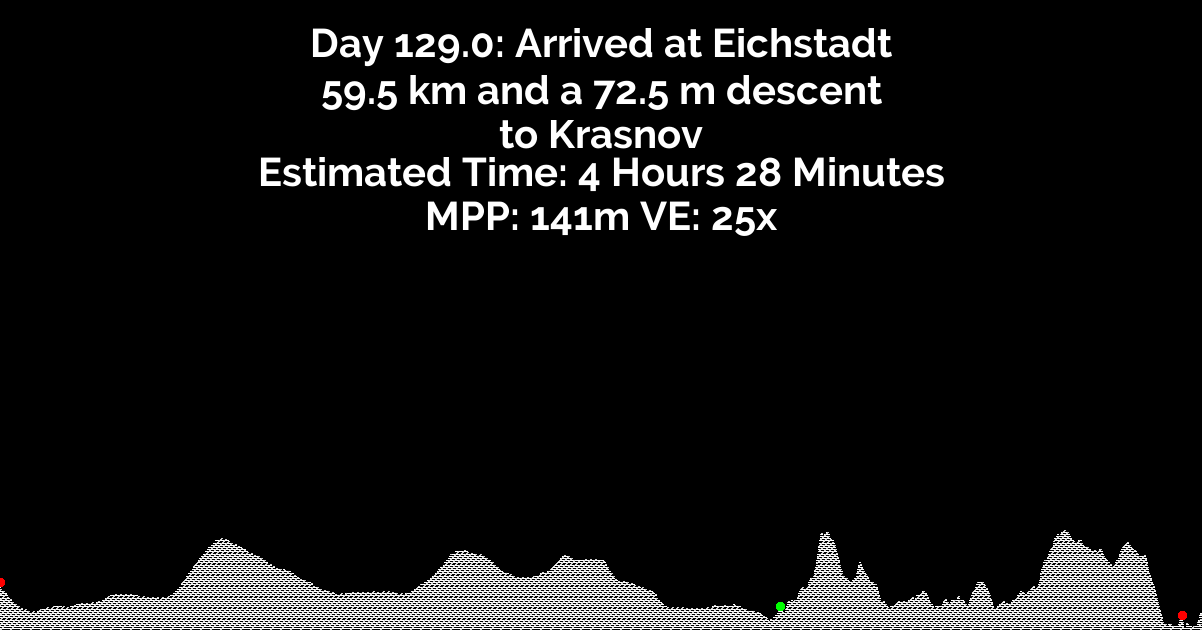 Day 129.0: Arrived at Eichstadt
59.5 km and a 72.5 m descent
to Krasnov
Estimated Time: 4 Hours 28 Minutes
MPP: 141m VE: 25x